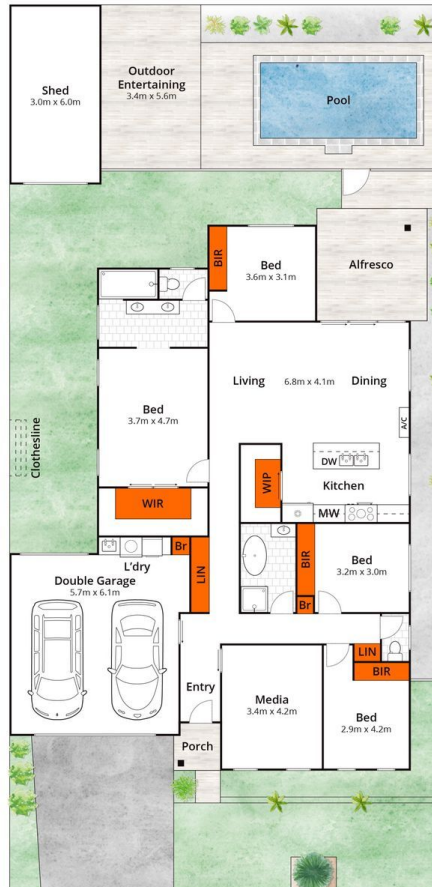 Shed
3.0m x 6.0m
Outdoor
Entertaining
3.4m x 5.6m
Pool
BIR
Bed
3.6m x 3.1m
Alfresco
Living
6.8m x 4.1m
Dining
Bed
3.7m x 4.7m
A/C
Clothesline
DW
WIP
Kitchen
WIR
MW
Br
L'dry
Double Garage
5.7m x 6.1m
LIN
BIR
Bed
3.2m x 3.0m
Br
LIN
BIR
Entry
Media
3.4m x 4.2m
Bed
2.9m x 4.2m
Porch